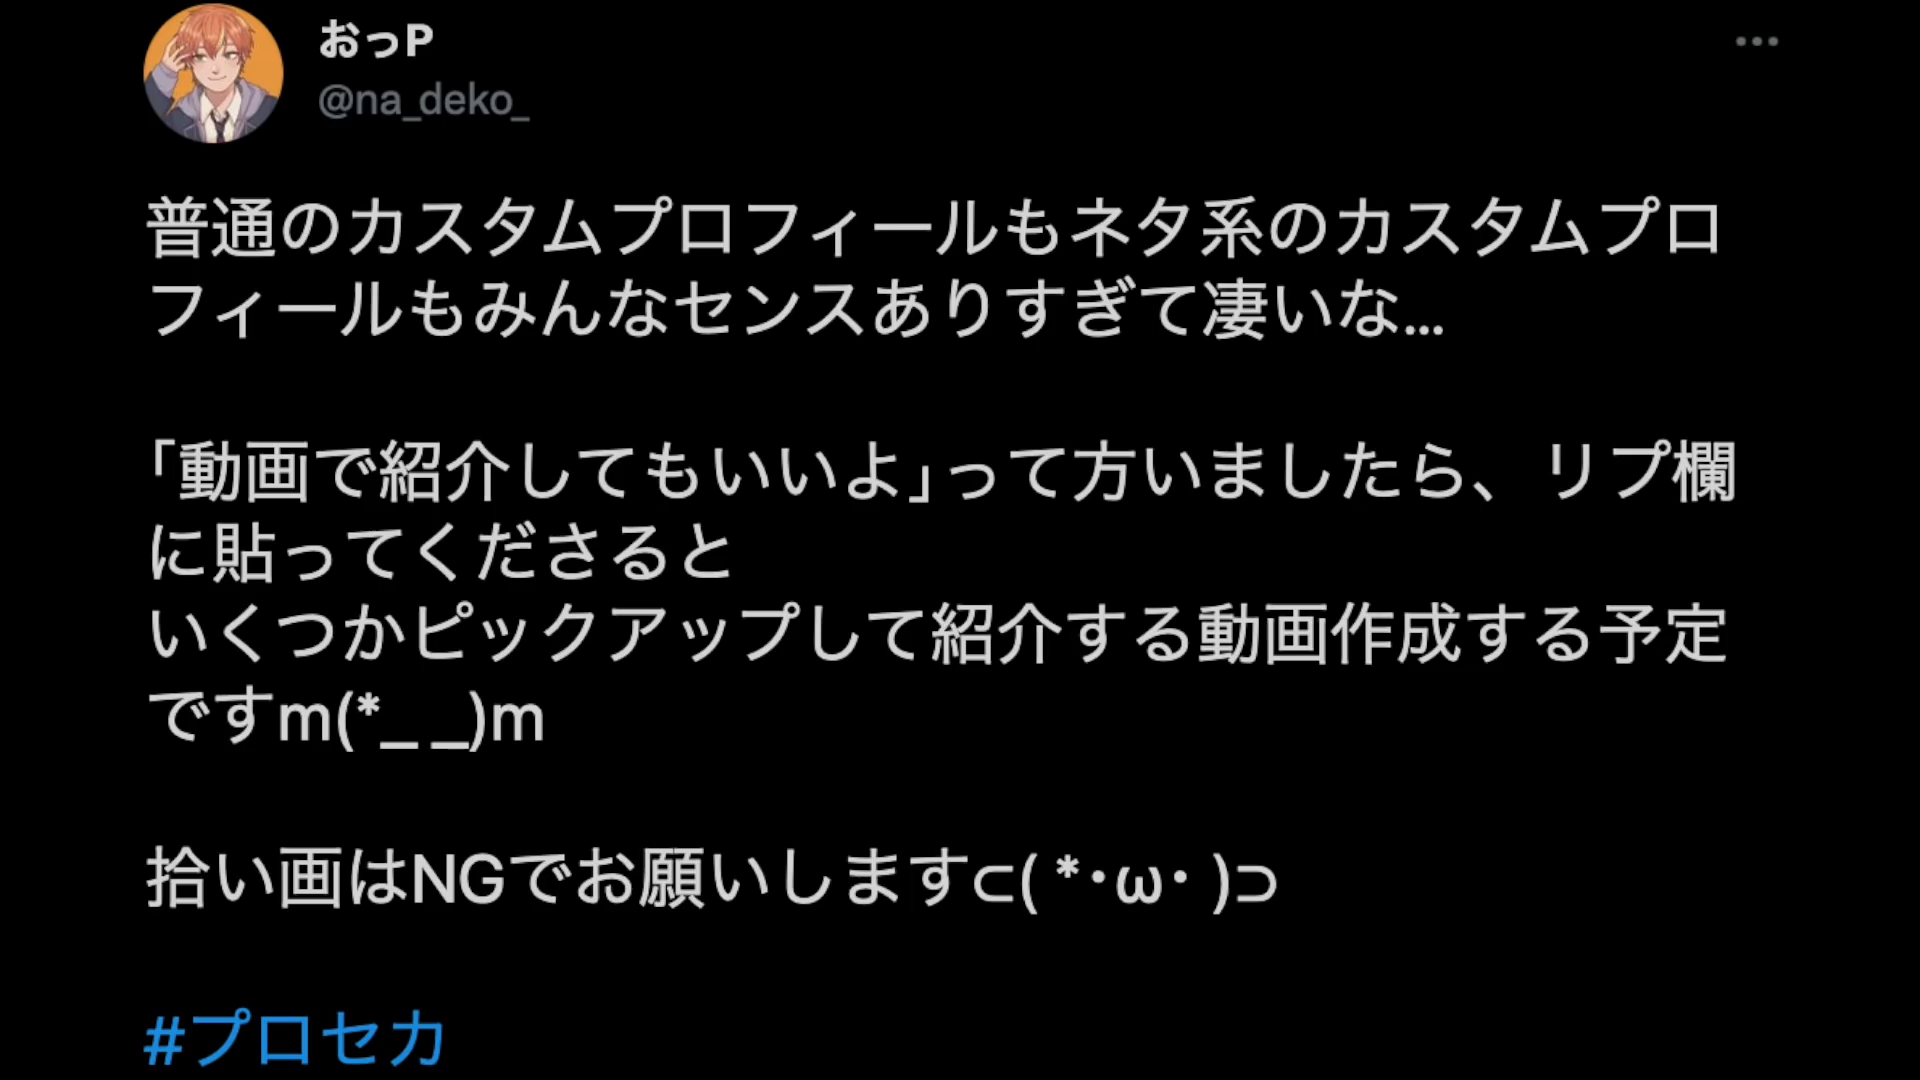 おっP
@na_deko_
普通のカスタムプロフィールもネタ系のカスタムプロ
フィールもみんなセンスありすぎて凄いな...
「動画で紹介してもいいよ」って方いましたら、リプ欄
に貼ってくださると
いくつかピックアップして紹介する動画作成する予定
ですm(*_ _)m
拾い画はNGでお願いします⊂( *･ω･ )⊃
#プロセカ